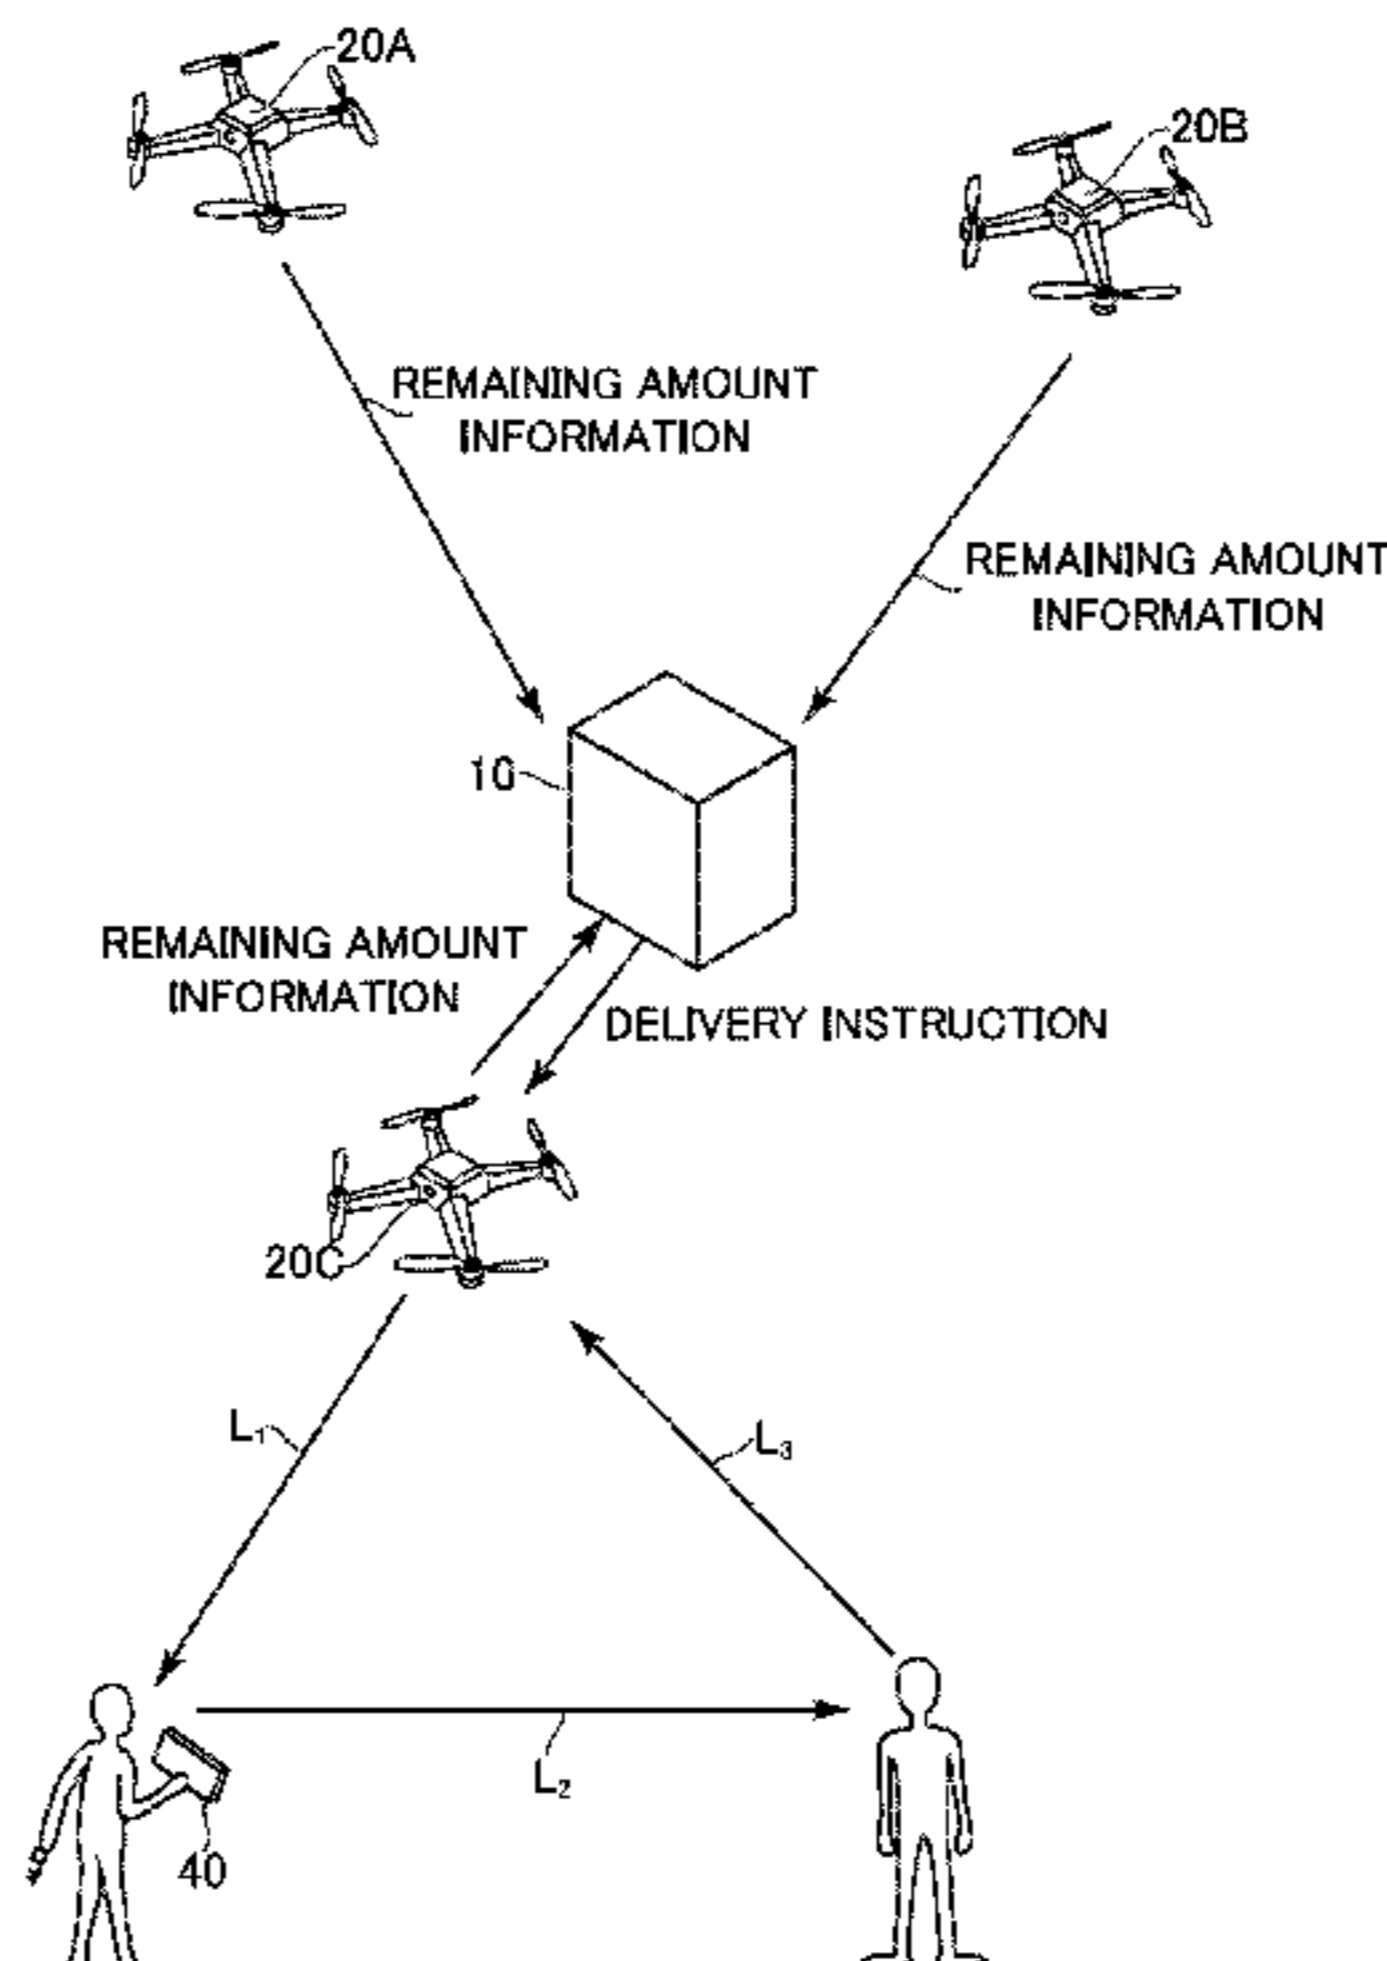 20A
20B
REMAINING AMOUNT
INFORMATION
REMAINING AMOUNT
INFORMATION
10
REMAINING AMOUNT
INFORMATION
DELIVERY INSTRUCTION
20C
L₁
L₃
L₂
40